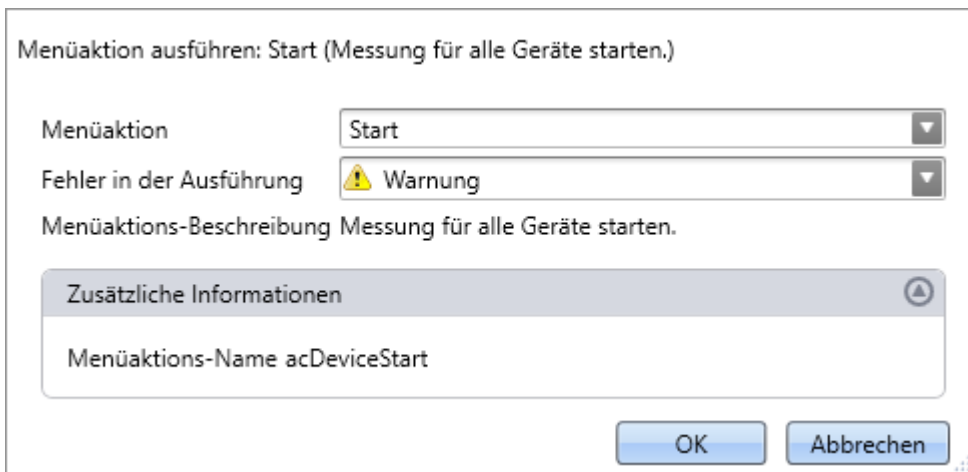 Menüaktion ausführen: Start (Messung für alle Geräte starten.)
Menüaktion Start
Fehler in der Ausführung Warnung
Menüaktions-Beschreibung Messung für alle Geräte starten.
Zusätzliche Informationen
Menüaktions-Name acDeviceStart
OK Abbrechen